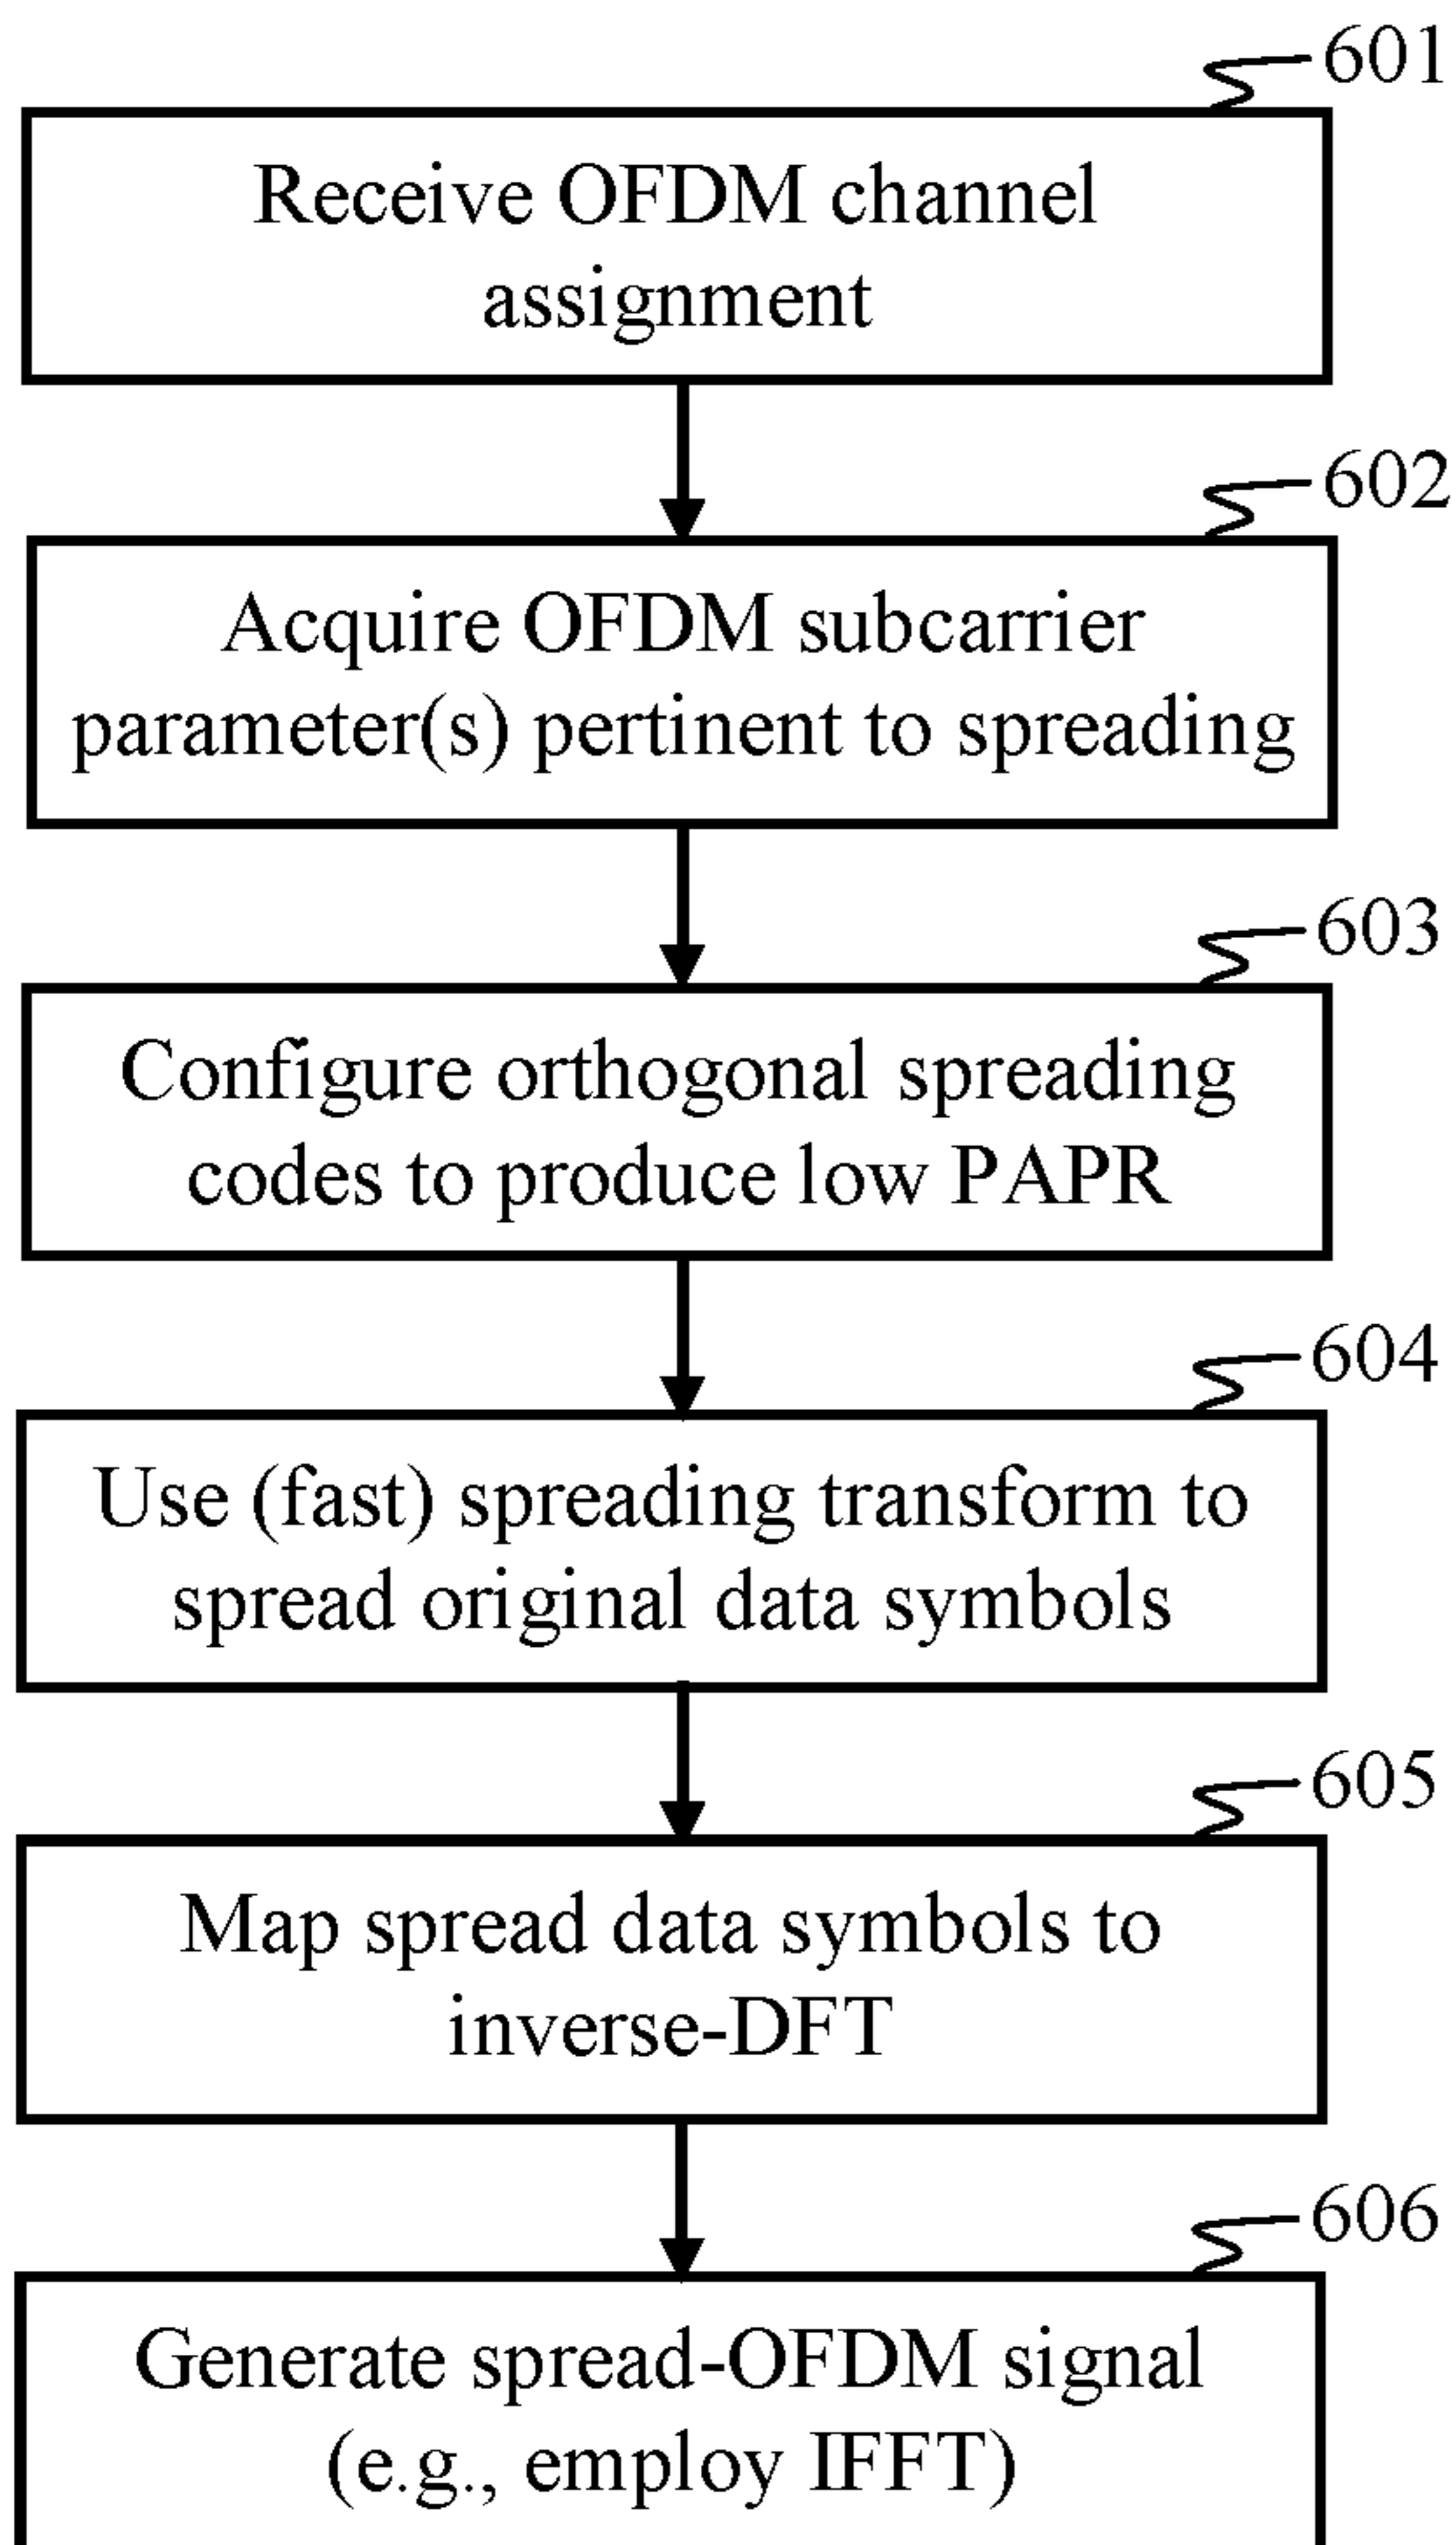 601
Receive OFDM channel
assignment
602
Acquire OFDM subcarrier
parameter(s) pertinent to spreading
603
Configure orthogonal spreading
codes to produce low PAPR
604
Use (fast) spreading transform to
spread original data symbols
605
Map spread data symbols to
inverse-DFT
606
Generate spread-OFDM signal
(e.g., employ IFFT)